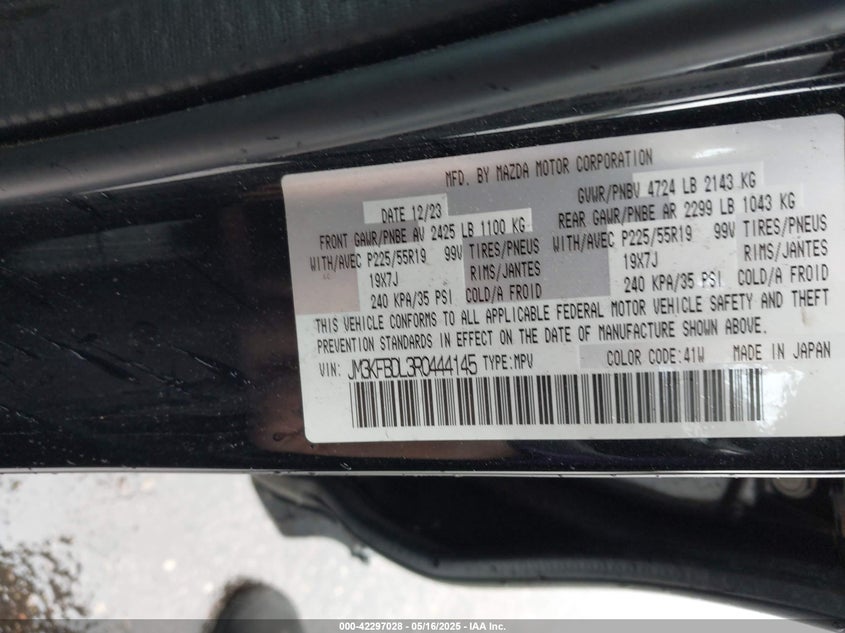 MFD. BY MAZDA MOTOR CORPORATION
DATE 12/23 GVWR/PNBV 4724 LB 2143 KG
FRONT GAWR/PNBE AV 2425 LB 1100 KG REAR GAWR/PNBE AR 2299 LB 1043 KG
WITH/AVEC P225/55R19 99V TIRES/PNEUS WITH/AVEC P225/55R19 99V TIRES/PNEUS
19X7J RIMS/JANTES 19X7J RIMS/JANTES
240 KPA/35 PSI COLD/A FROID 240 KPA/35 PSI COLD/A FROID
THIS VEHICLE CONFORMS TO ALL APPLICABLE FEDERAL MOTOR VEHICLE SAFETY AND THEFT
PREVENTION STANDARDS IN EFFECT ON THE DATE OF MANUFACTURE SHOWN ABOVE.
VIN: JM3KFBDL3R0444145 TYPE:MPV COLOR CODE:41W MADE IN JAPAN
000-42297028 - 05/16/2025 - IAA Inc.